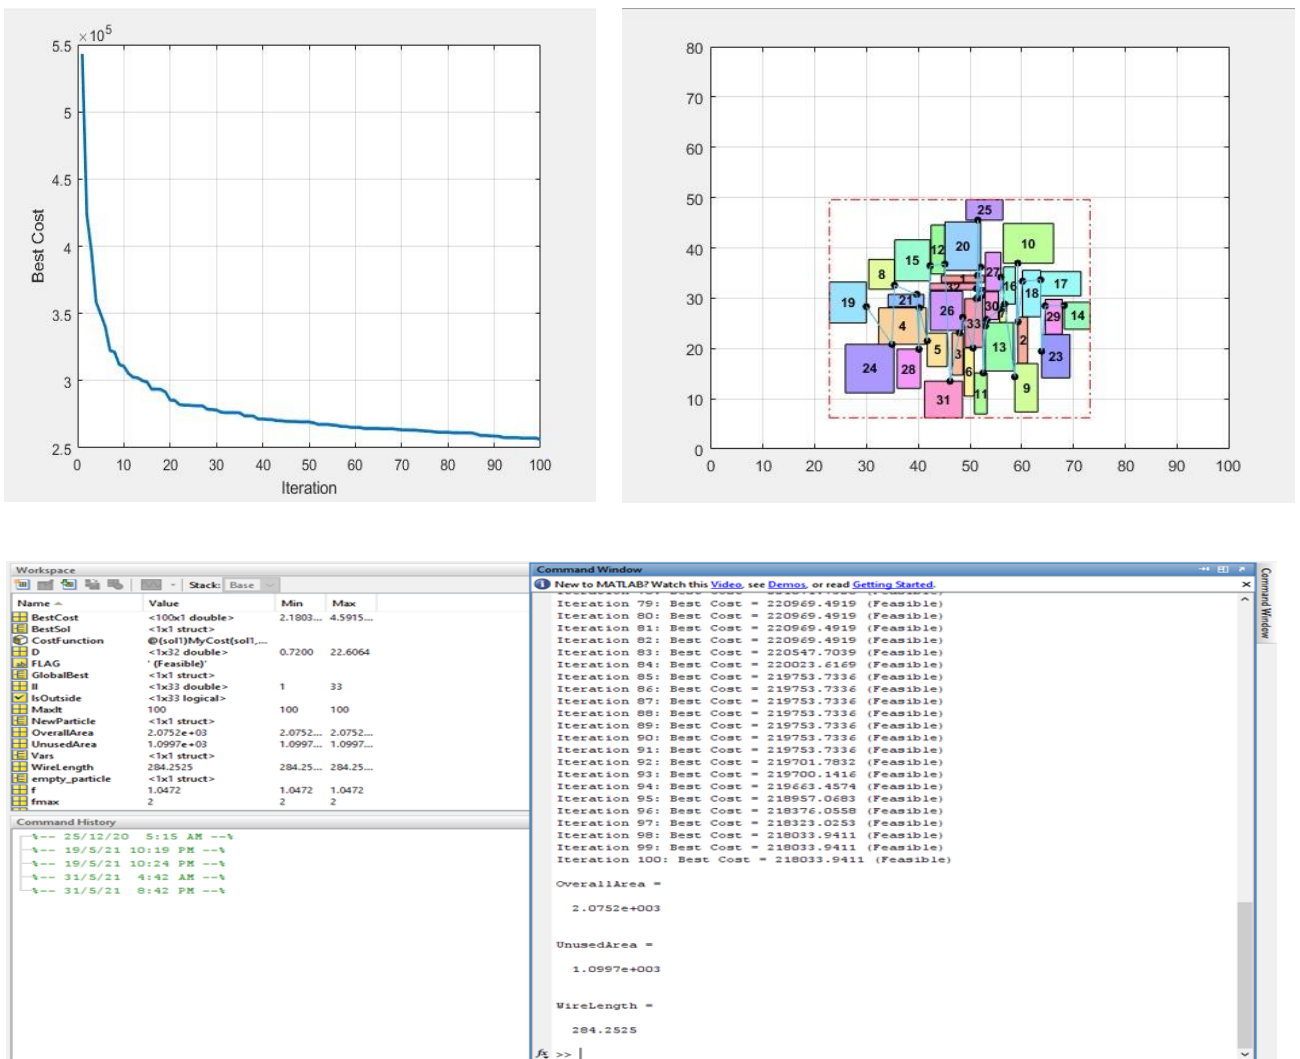 ×10^5
5.5
5
4.5
4
3.5
3
2.5
Best Cost
0 10 20 30 40 50 60 70 80 90 100
Iteration
80
70
60
50
40
30
20
10
0
0 10 20 30 40 50 60 70 80 90 100
25
10
20
12
15
27
8
1
32
16
17
18
19
21
26
30
33
29
14
4
2
13
5
3
23
24
28
6
9
31
11
Workspace
Stack: Base
Name Value Min Max
BestCost <100x1 double> 2.1803... 4.5915...
BestSol <1x1 struct>
CostFunction @(sol1)MyCost(sol1,...
D <1x32 double> 0.7200 22.6064
FLAG ' (Feasible)'
GlobalBest <1x1 struct>
II <1x33 double> 1 33
IsOutside <1x33 logical>
MaxIt 100 100 100
NewParticle <1x1 struct>
OverallArea 2.0752e+03 2.0752... 2.0752...
UnusedArea 1.0997e+03 1.0997... 1.0997...
Vars <1x1 struct>
WireLength 284.2525 284.25... 284.25...
empty_particle <1x1 struct>
f 1.0472 1.0472 1.0472
fmax 2 2 2
Command History
%-- 25/12/20 5:15 AM --%
%-- 19/5/21 10:19 PM --%
%-- 19/5/21 10:24 PM --%
%-- 31/5/21 4:42 AM --%
%-- 31/5/21 8:42 PM --%
Command Window
New to MATLAB? Watch this Video, see Demos, or read Getting Started.
Iteration 79: Best Cost = 220969.4919 (Feasible)
Iteration 80: Best Cost = 220969.4919 (Feasible)
Iteration 81: Best Cost = 220969.4919 (Feasible)
Iteration 82: Best Cost = 220969.4919 (Feasible)
Iteration 83: Best Cost = 220547.7039 (Feasible)
Iteration 84: Best Cost = 220023.6169 (Feasible)
Iteration 85: Best Cost = 219753.7336 (Feasible)
Iteration 86: Best Cost = 219753.7336 (Feasible)
Iteration 87: Best Cost = 219753.7336 (Feasible)
Iteration 88: Best Cost = 219753.7336 (Feasible)
Iteration 89: Best Cost = 219753.7336 (Feasible)
Iteration 90: Best Cost = 219753.7336 (Feasible)
Iteration 91: Best Cost = 219753.7336 (Feasible)
Iteration 92: Best Cost = 219701.7832 (Feasible)
Iteration 93: Best Cost = 219700.1416 (Feasible)
Iteration 94: Best Cost = 219663.4574 (Feasible)
Iteration 95: Best Cost = 218957.0683 (Feasible)
Iteration 96: Best Cost = 218376.0558 (Feasible)
Iteration 97: Best Cost = 218323.0253 (Feasible)
Iteration 98: Best Cost = 218033.9411 (Feasible)
Iteration 99: Best Cost = 218033.9411 (Feasible)
Iteration 100: Best Cost = 218033.9411 (Feasible)
OverallArea =
2.0752e+003
UnusedArea =
1.0997e+003
WireLength =
284.2525
fx >>
Command Window